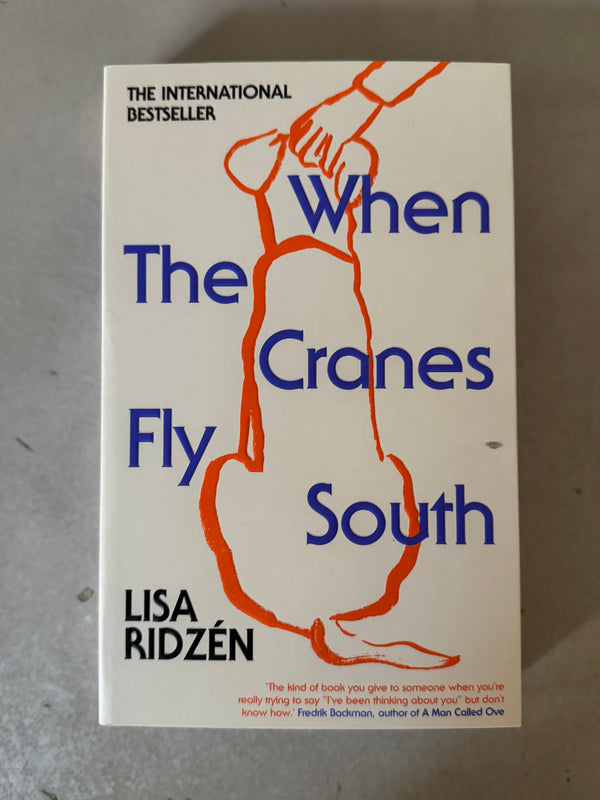 THE INTERNATIONAL
BESTSELLER
When
The
Cranes
Fly
South
LISA
RIDZÉN
'The kind of book you give to someone when you're
really trying to say "I've been thinking about you" but don't
know how.' Fredrik Backman, author of A Man Called Ove